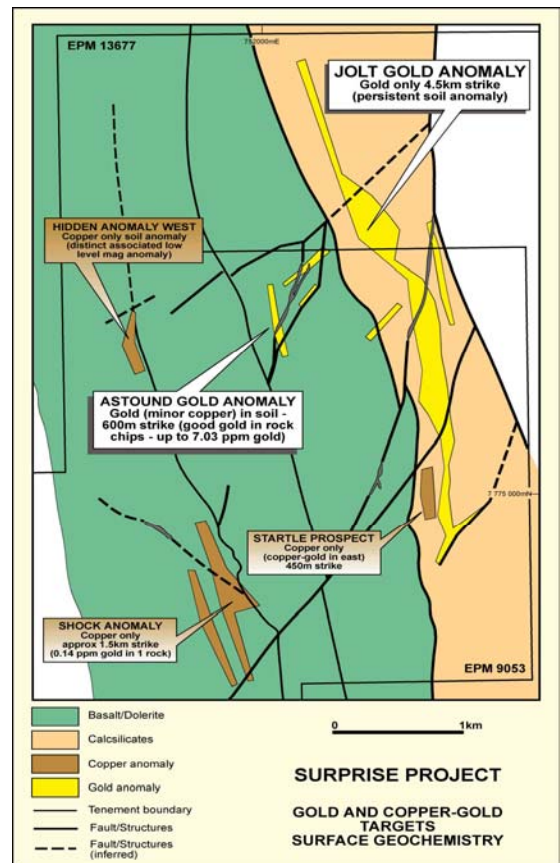 EPM 13677
752000mE
JOLT GOLD ANOMALY
Gold only 4.5km strike
(persistent soil anomaly)
HIDDEN ANOMALY WEST
Copper only soil anomaly
(distinct associated low
level mag anomaly)
ASTOUND GOLD ANOMALY
Gold (minor copper) in soil -
600m strike (good gold in rock
chips - up to 7.03 ppm gold)
7 775 000mN
STARTLE PROSPECT
Copper only
(copper-gold in east)
450m strike
SHOCK ANOMALY
Copper only
approx 1.5km strike
(0.14 ppm gold in 1 rock)
EPM 9053
Basalt/Dolerite
Calcsilicates
Copper anomaly
Gold anomaly
Tenement boundary
Fault/Structures
Fault/Structures
(inferred)
0 1km
SURPRISE PROJECT
GOLD AND COPPER-GOLD
TARGETS
SURFACE GEOCHEMISTRY